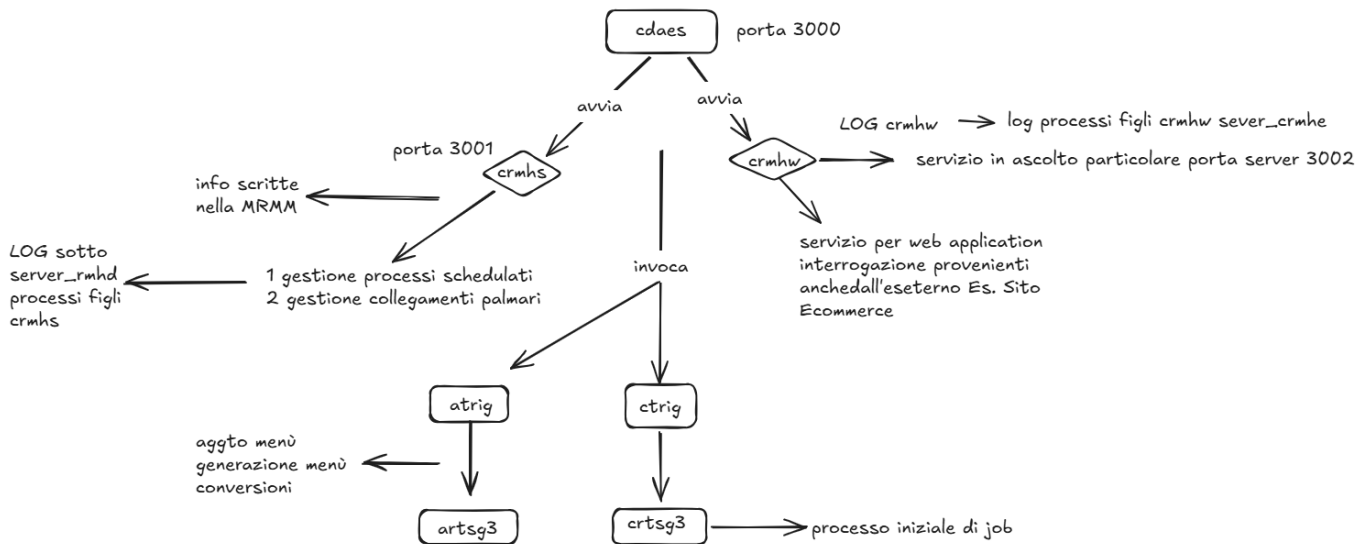 cdaes
porta 3000
avvia
avvia
LOG crmhw
log processi figli crmhw sever_crmhe
porta 3001
crmhs
crmhw
servizio in ascolto particolare porta server 3002
info scritte
nella MRMM
servizio per web application
interrogazione provenienti
anchedall'eseterno Es. Sito
Ecommerce
LOG sotto
server_rmhd
processi figli
crmhs
1 gestione processi schedulati
2 gestione collegamenti palmari
invoca
atrig
ctrig
aggto menù
generazione menù
conversioni
artsg3
crtsg3
processo iniziale di job